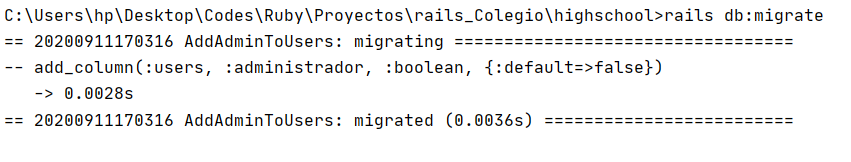 C:\Users\hp\Desktop\Codes\Ruby\Proyectos\rails_Colegio\highschool>rails db:migrate
== 20200911170316 AddAdminToUsers: migrating ==================================
-- add_column(:users, :administrador, :boolean, {:default=>false})
   -> 0.0028s
== 20200911170316 AddAdminToUsers: migrated (0.0036s) =========================